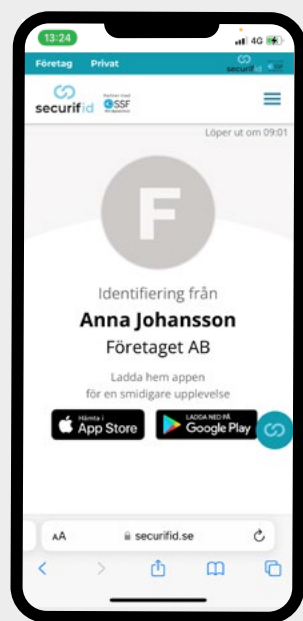 13:24
4G
Företag Privat
securifid
securifid
Partner med
SSF
Löper ut om 09:01
F
Identifiering från
Anna Johansson
Företaget AB
Ladda hem appen
för en smidigare upplevelse
Hämta i
App Store
LADDA NED PÅ
Google Play
AA
securifid.se